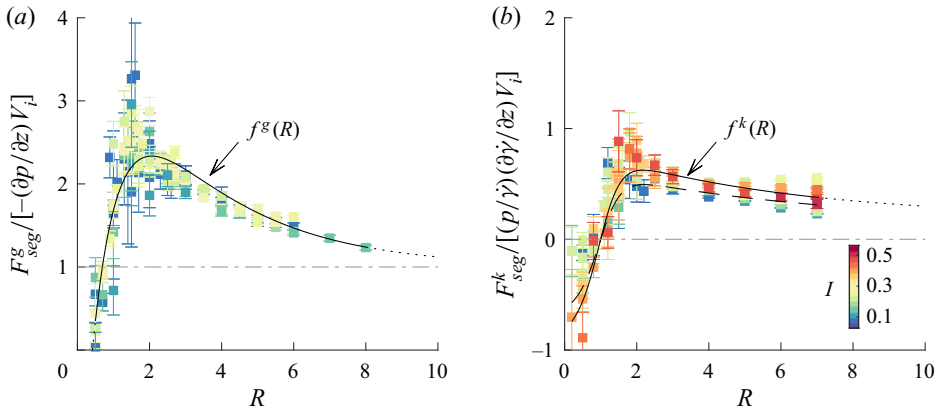 (a)
4
3
2
1
0
2
4
6
8
10
R
F^g_seg/[−(∂p/∂z)V_i]
f^g(R)
(b)
2
1
0
−1
0
2
4
6
8
10
R
F^k_seg/[(p/γ̇)(∂γ̇/∂z)V_i]
f^k(R)
I
0.5
0.3
0.1